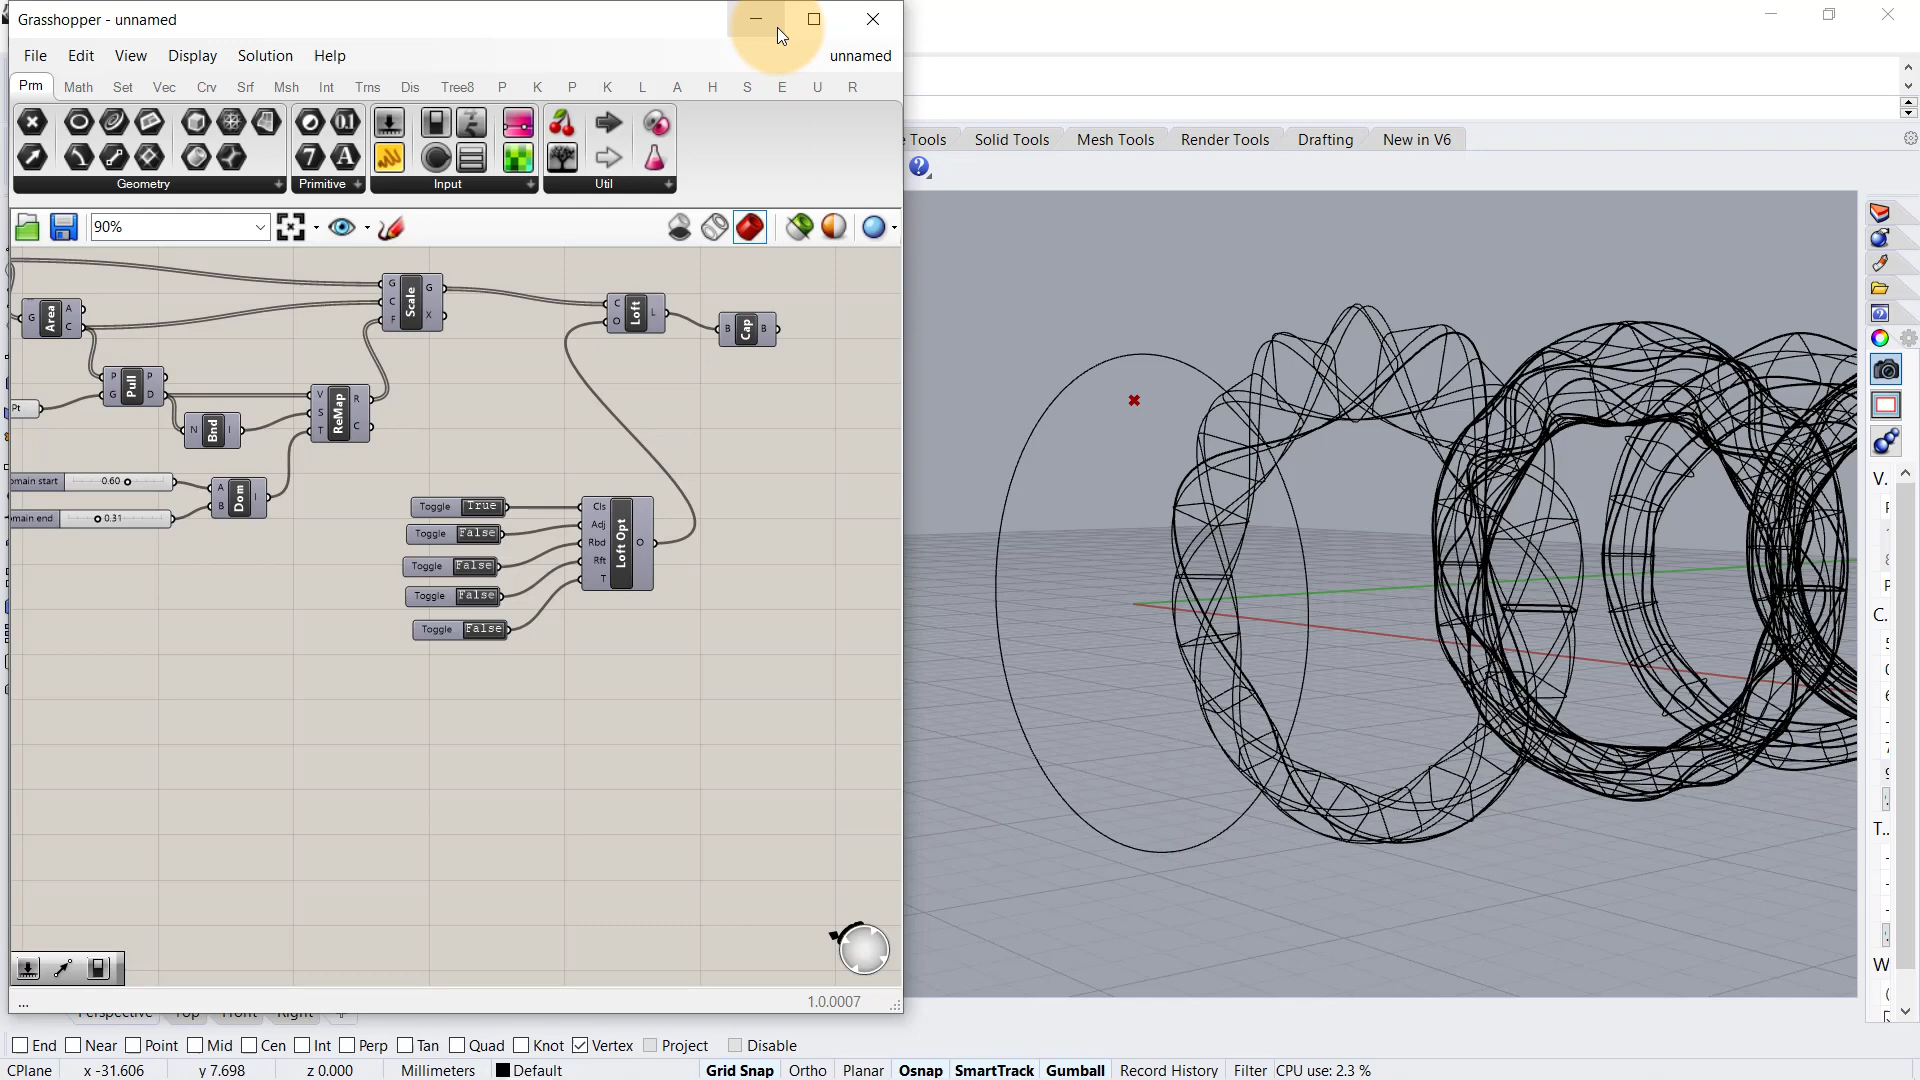 Grasshopper - unnamed
File Edit View Display Solution Help unnamed
Prm Math Set Vec Crv Srf Msh Int Trns Dis Tree8 P K P K L A H S E U R
Geometry Primitive Input Util
Tools Solid Tools Mesh Tools Render Tools Drafting New in V6
90%
G Area A C
G C F Scale G X
C O Loft L
B Cap B
P G Pull P D
Pt
N Bnd I
V S T ReMap R C
omain start 0.60
main end 0.31
A B Dom I
Toggle True
Toggle False
Toggle False
Toggle False
Toggle False
Cls Adj Rbd Rft T Loft Opt O
V.
C.
T..
W
...
1.0.0007
Perspective Top Front Right
End Near Point Mid Cen Int Perp Tan Quad Knot Vertex Project Disable
CPlane x -31.606 y 7.698 z 0.000 Millimeters Default Grid Snap Ortho Planar Osnap SmartTrack Gumball Record History Filter CPU use: 2.3 %